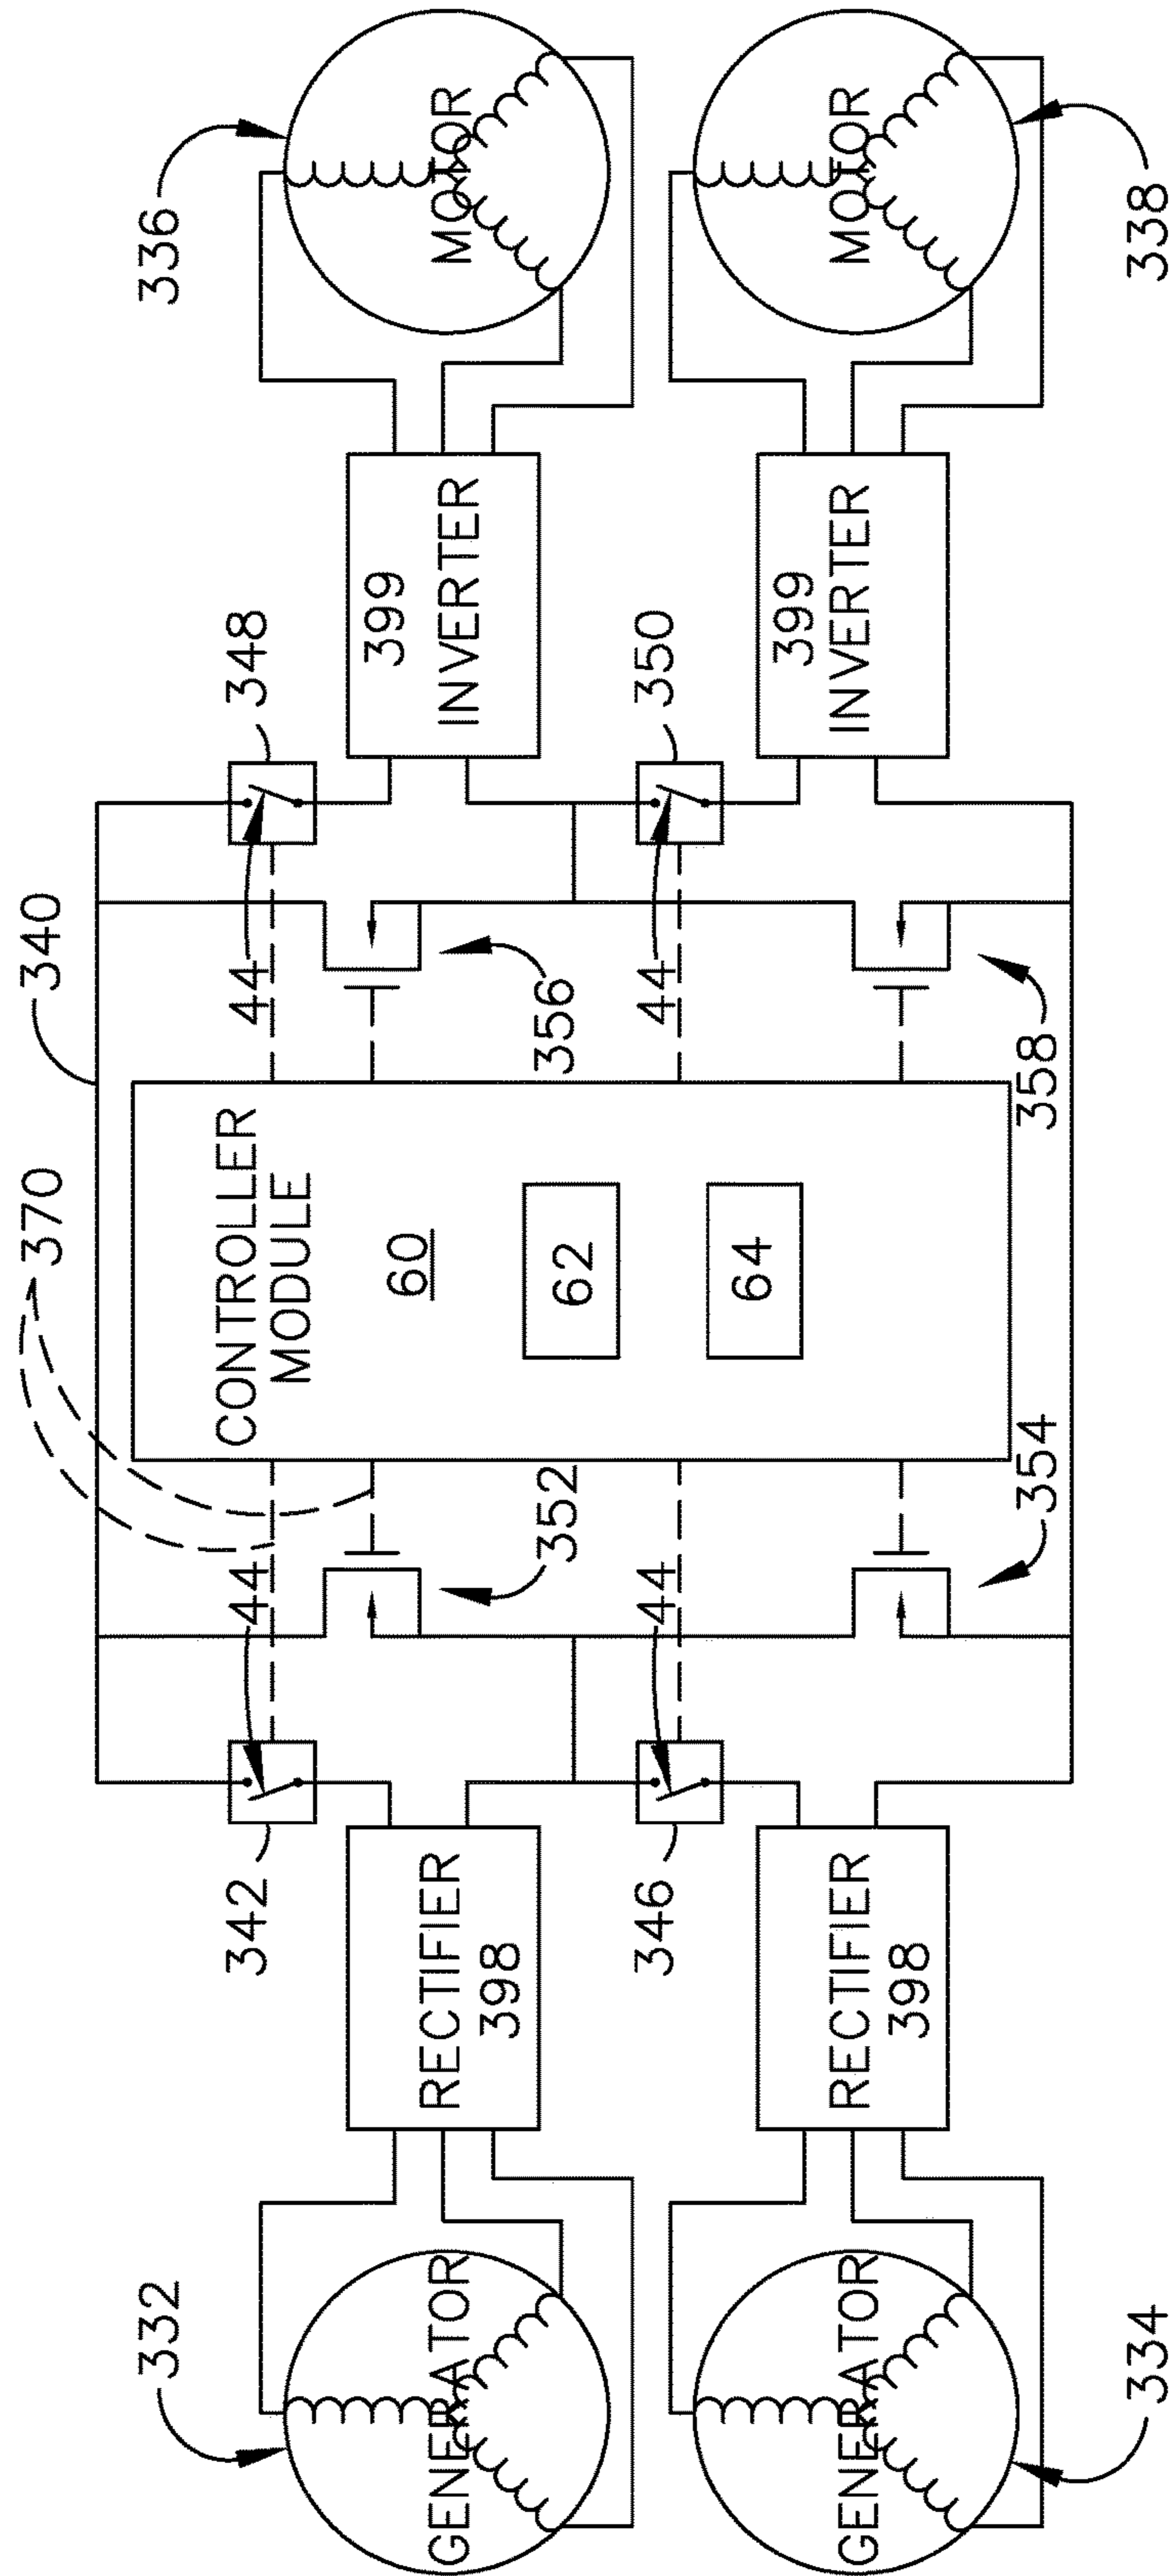 340
370
336
348
342
332
44
44
CONTROLLER
MODULE
60
MOTOR
399
INVERTER
RECTIFIER
398
GENERATOR
356
352
62
350
346
44
44
64
MOTOR
399
INVERTER
RECTIFIER
398
GENERATOR
358
354
338
334